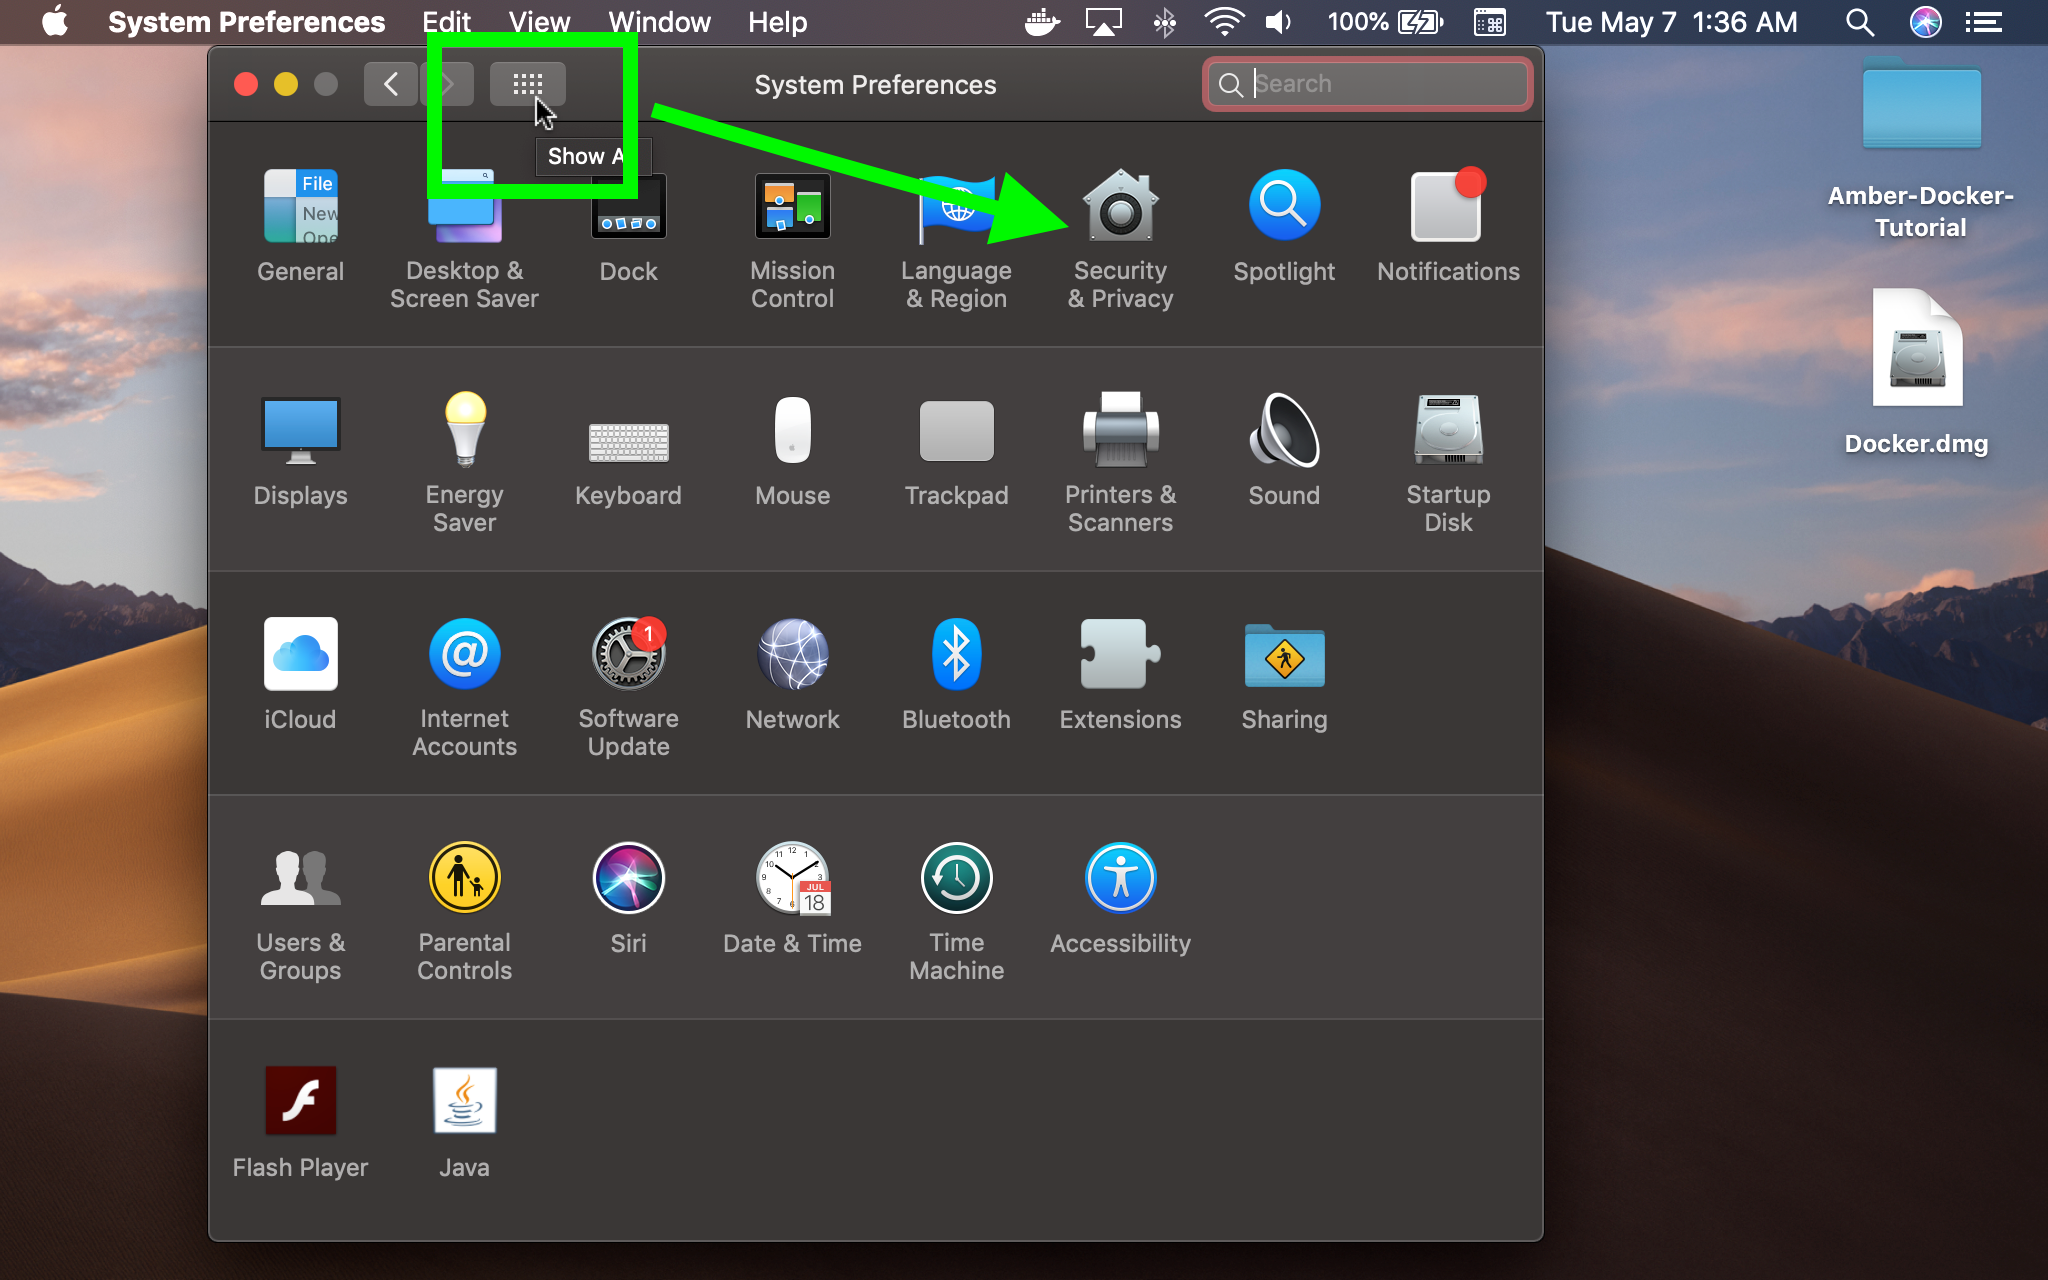 System Preferences Edit View Window Help 100% Tue May 7 1:36 AM
System Preferences
Search
Show A
File
New
Ope
General
Desktop &
Screen Saver
Dock
Mission
Control
Language
& Region
Security
& Privacy
Spotlight
Notifications
Displays
Energy
Saver
Keyboard
Mouse
Trackpad
Printers &
Scanners
Sound
Startup
Disk
1
iCloud
Internet
Accounts
Software
Update
Network
Bluetooth
Extensions
Sharing
JUL
18
Users &
Groups
Parental
Controls
Siri
Date & Time
Time
Machine
Accessibility
Flash Player
Java
Amber-Docker-
Tutorial
Docker.dmg